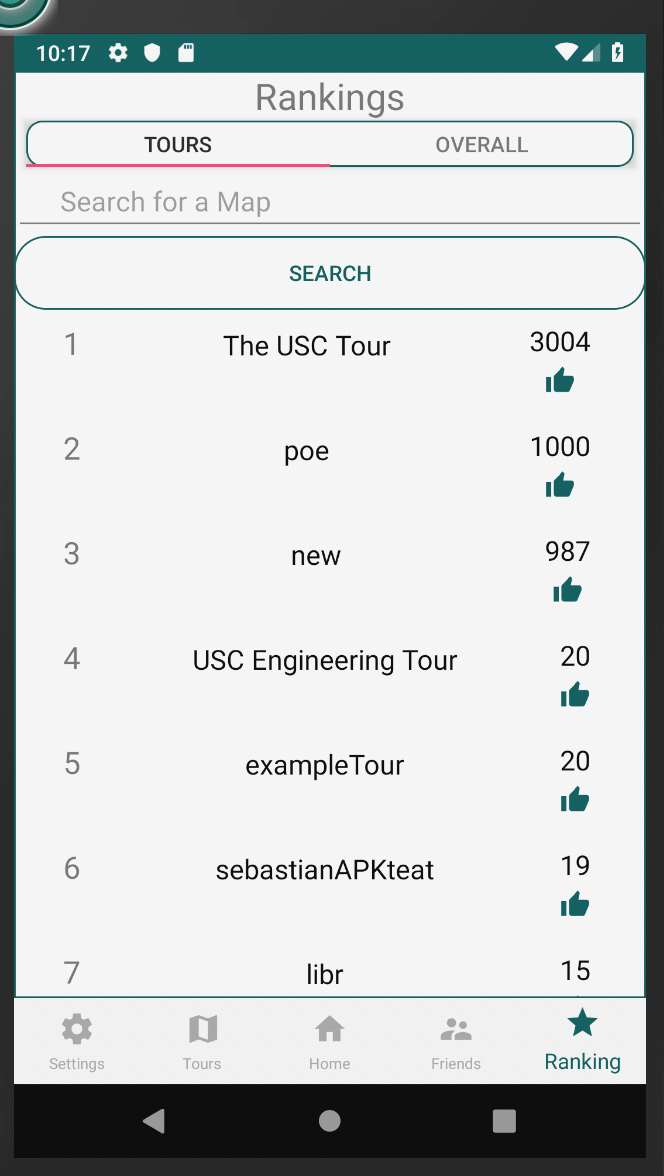 10:17
Rankings
TOURS OVERALL
Search for a Map
SEARCH
1 The USC Tour 3004
2 poe 1000
3 new 987
4 USC Engineering Tour 20
5 exampleTour 20
6 sebastianAPKteat 19
7 libr 15
Settings Tours Home Friends Ranking